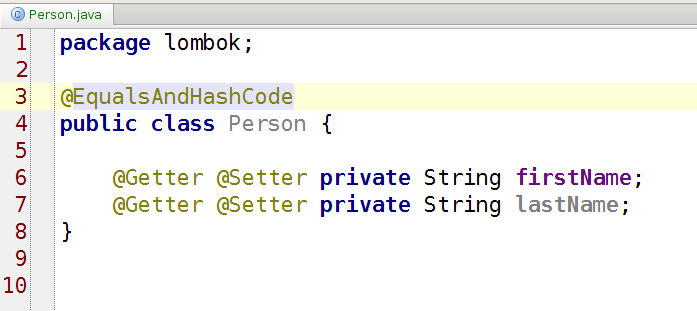 Person.java
1 package lombok;
2
3 @EqualsAndHashCode
4 public class Person {
5
6     @Getter @Setter private String firstName;
7     @Getter @Setter private String lastName;
8 }
9
10